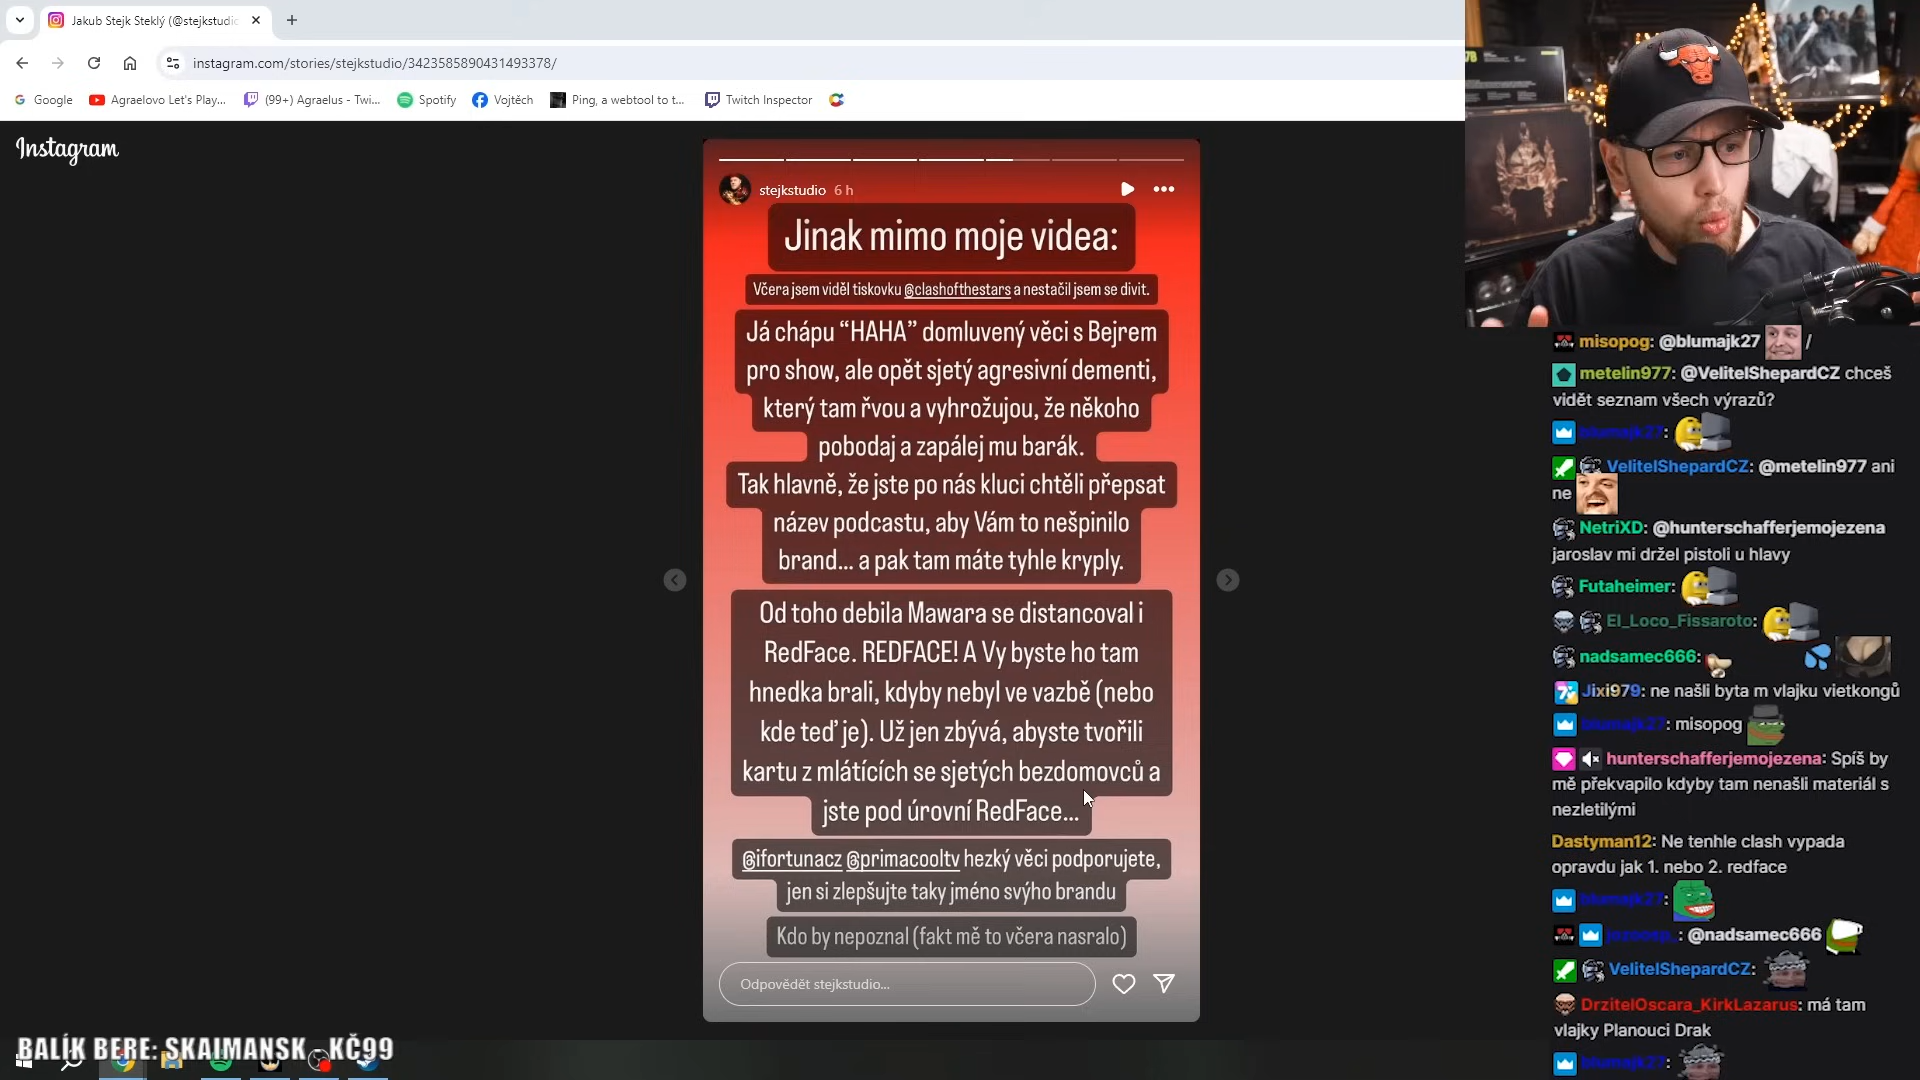 Jakub Stejk Steklý (@stejkstudio
instagram.com/stories/stejkstudio/3423585890431493378/
Google
Agraelovo Let's Play...
(99+) Agraelus - Twi...
Spotify
Vojtěch
Ping, a webtool to t...
Twitch Inspector
Instagram
stejkstudio 6 h
Jinak mimo moje videa:
Včera jsem viděl tiskovku @clashofthestars a nestačil jsem se divit.
Já chápu “HAHA” domluvený věci s Bejrem
pro show, ale opět sjetý agresivní dementi,
který tam řvou a vyhrožujou, že někoho
pobodaj a zapálej mu barák.
Tak hlavně, že jste po nás kluci chtěli přepsat
název podcastu, aby Vám to nešpinilo
brand... a pak tam máte tyhle kryply.
Od toho debila Mawara se distancoval i
RedFace. REDFACE! A Vy byste ho tam
hnedka brali, kdyby nebyl ve vazbě (nebo
kde teď je). Už jen zbývá, abyste tvořili
kartu z mlátících se sjetých bezdomovců a
jste pod úrovní RedFace...
@ifortunacz @primacooltv hezký věci podporujete,
jen si zlepšujte taky jméno svýho brandu
Kdo by nepoznal (fakt mě to včera nasralo)
Odpovědět stejkstudio...
misopog: @blumajk27 /
metelin977: @VelitelShepardCZ chceš
vidět seznam všech výrazů?
blumajk27:
VelitelShepardCZ: @metelin977 ani
ne
NetriXD: @hunterschafferjemojezena
jaroslav mi držel pistoli u hlavy
Futaheimer:
El_Loco_Fissaroto:
nadsamec666:
Jixi979: ne našli byta m vlajku vietkongů
blumajk27: misopog
hunterschafferjemojezena: Spíš by
mě překvapilo kdyby tam nenašli materiál s
nezletilými
Dastyman12: Ne tenhle clash vypada
opravdu jak 1. nebo 2. redface
blumajk27:
@nadsamec666
VelitelShepardCZ:
DrzitelOscara_KirkLazarus: má tam
vlajky Planouci Drak
blumajk27:
BALÍK BERE: SKAIMANSK - KČ99